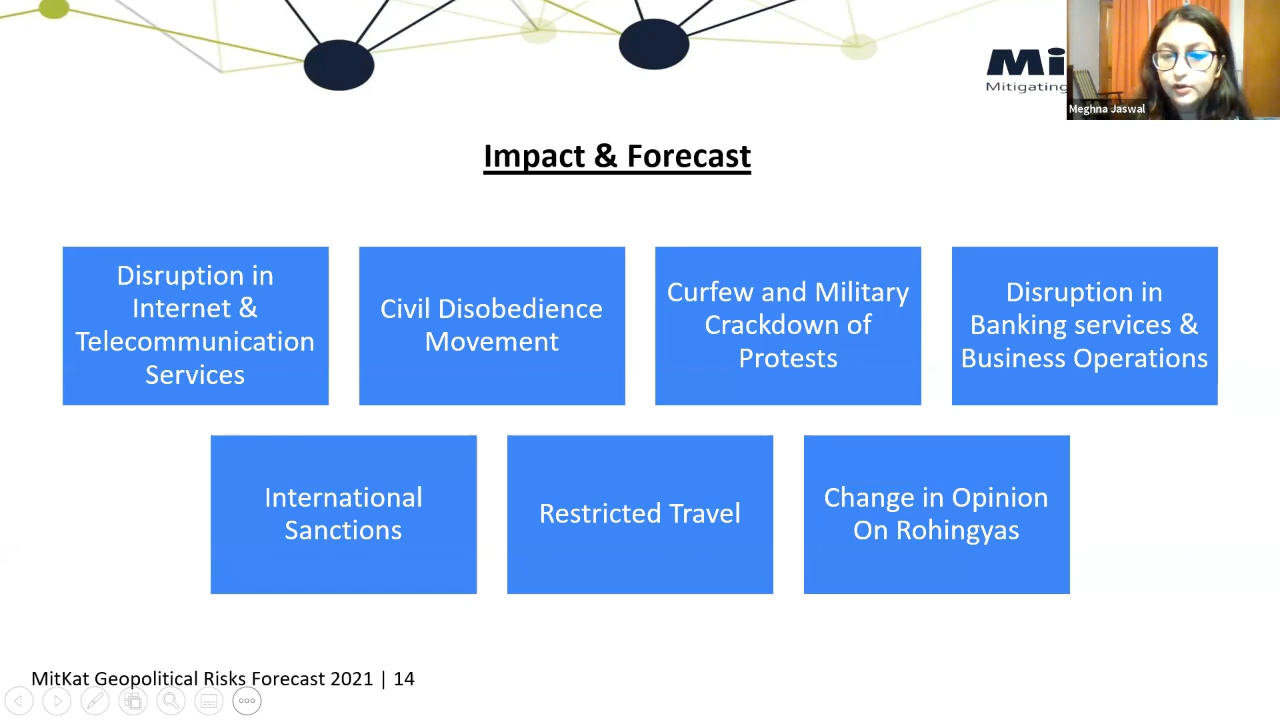 Mi
Mitigating
Meghna Jaswal
Impact & Forecast
Disruption in
Internet &
Telecommunication
Services
Civil Disobedience
Movement
Curfew and Military
Crackdown of
Protests
Disruption in
Banking services &
Business Operations
International
Sanctions
Restricted Travel
Change in Opinion
On Rohingyas
MitKat Geopolitical Risks Forecast 2021 | 14